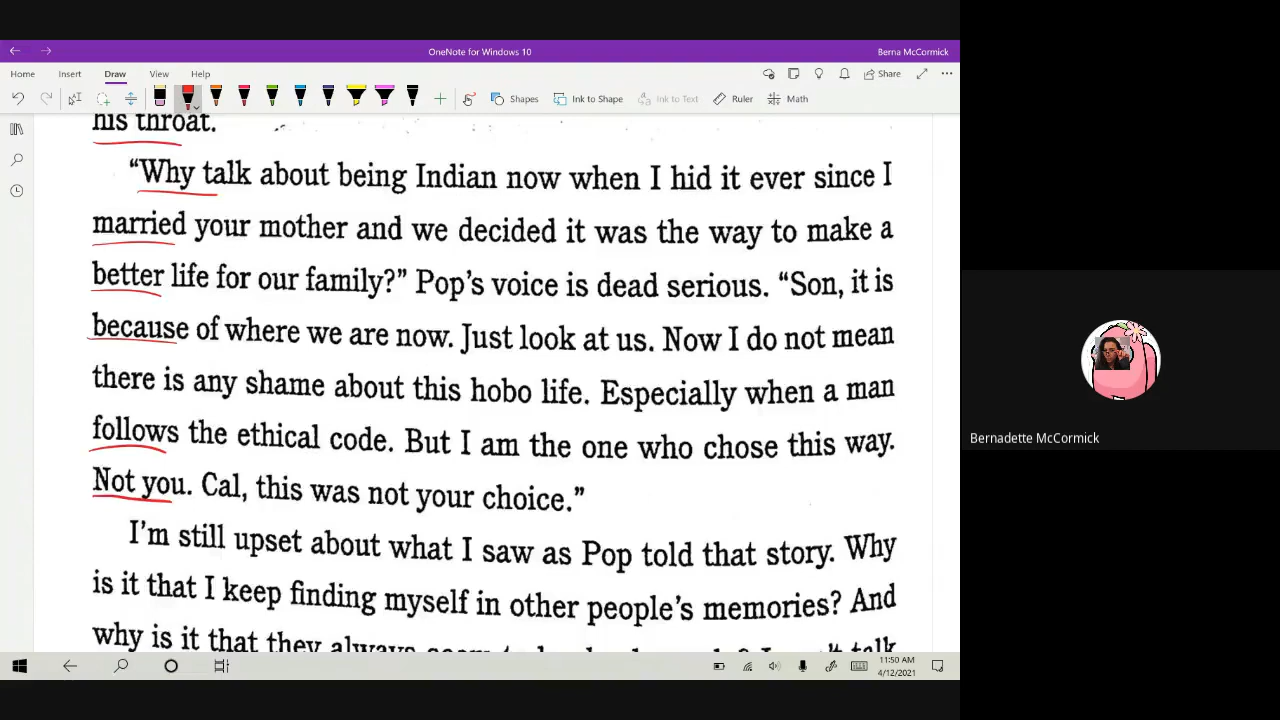 OneNote for Windows 10
Berna McCormick
Home Insert Draw View Help
Share
Shapes Ink to Shape Ink to Text Ruler Math
his throat.
“Why talk about being Indian now when I hid it ever since I
married your mother and we decided it was the way to make a
better life for our family?” Pop’s voice is dead serious. “Son, it is
because of where we are now. Just look at us. Now I do not mean
there is any shame about this hobo life. Especially when a man
follows the ethical code. But I am the one who chose this way.
Not you. Cal, this was not your choice.”
I’m still upset about what I saw as Pop told that story. Why
is it that I keep finding myself in other people’s memories? And
why is it that they always
talk
Bernadette McCormick
11:50 AM
4/12/2021